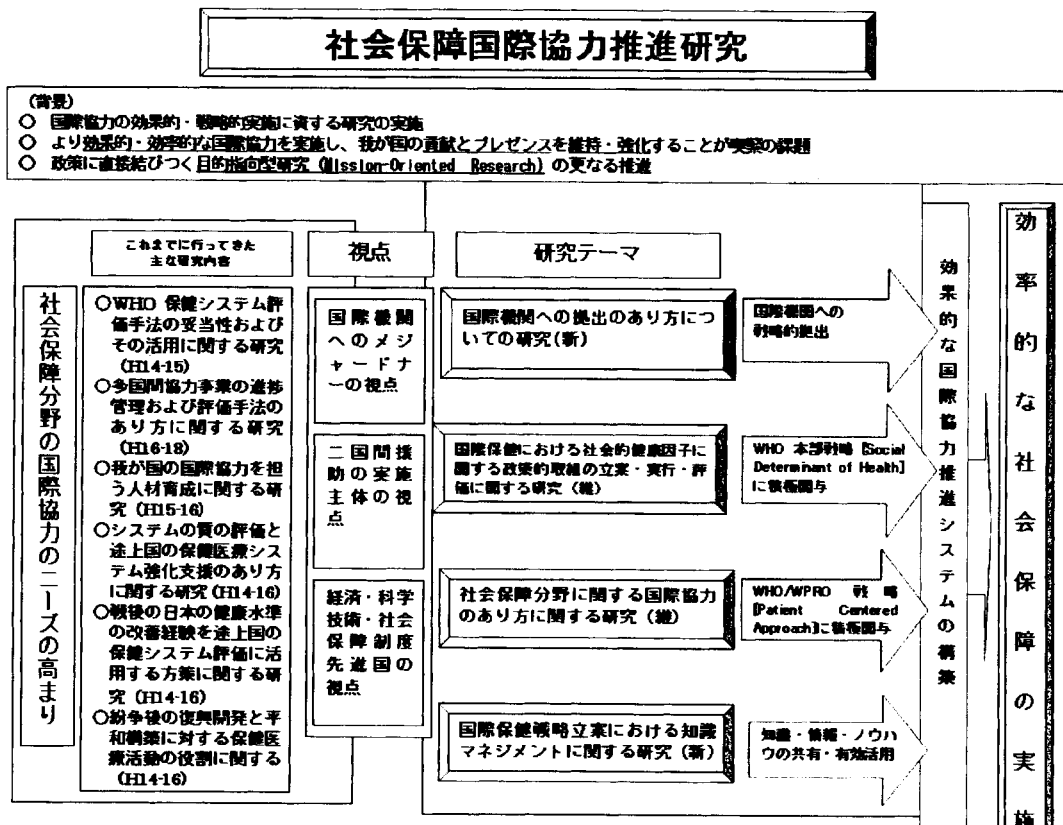 社会保障国際協力推進研究
(背景)
○ 国際協力の効果的・戦略的実施に資する研究の実施
○ より効果的・効率的な国際協力を実施し、我が国の貢献とプレゼンスを維持・強化することが喫緊の課題
○ 政策に直接結びつく目的指向型研究 (Mission-Oriented Research) の更なる推進
社会保障分野の国際協力のニーズの高まり
これまでに行ってきた
主な研究内容
○WHO 保健システム評
価手法の妥当性および
その活用に関する研究
(H14-15)
○多国間協力事業の進捗
管理および評価手法の
あり方に関する研究
(H16-18)
○我が国の国際協力を担
う人材育成に関する研
究 (H15-16)
○システムの質の評価と
途上国の保健医療シス
テム強化支援のあり方
に関する研究 (H14-16)
○戦後の日本の健康水準
の改善経験を途上国の
保健システム評価に活
用する方策に関する研
究 (H14-16)
○紛争後の復興開発と平
和構築に対する保健医
療活動の役割に関する
(H14-16)
視点
国際機関
へのメジ
ャードナ
ーの視点
二国間援
助の実施
主体の視
点
経済・科学
技術・社会
保障制度
先進国の
視点
研究テーマ
国際機関への拠出のあり方につ
いての研究(新)
国際保健における社会的健康因子に
関する政策的取組の立案・実行・評
価に関する研究 (継)
社会保障分野に関する国際協力
のあり方に関する研究 (継)
国際保健戦略立案における知識
マネジメントに関する研究 (新)
国際機関への
戦略的拠出
WHO 本部戦略 [Social
Determinant of Health]
に積極関与
WHO/WPRO 戦略
[Patient Centered
Approach]に積極関与
知識・情報・ノウハ
ウの共有・有効活用
効果的な国際協力推進システムの構築
効率的な社会保障の実施